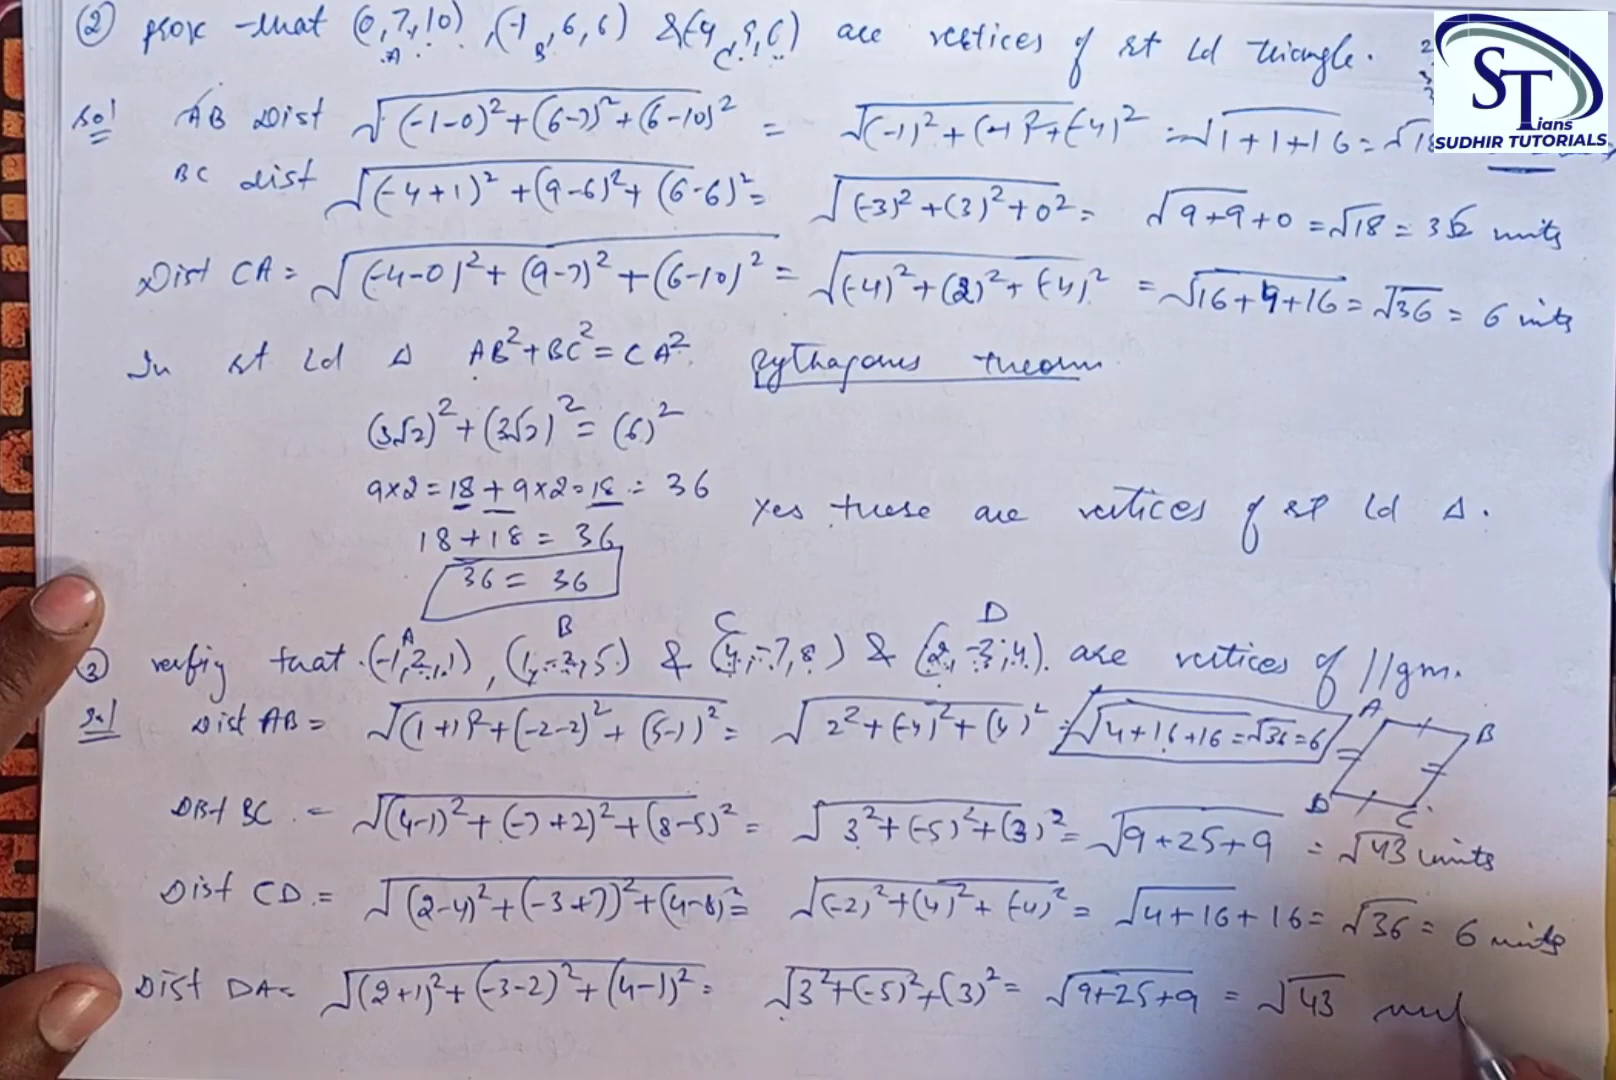 ② prove that (0,7,10), (-1,6,6) & (-4,9,6) are vertices of rt Ld triangle.
A B C
Sol AB Dist √(-1-0)²+(6-7)²+(6-10)² = √(-1)²+(-1)²+(-4)² = √1+1+16 = √18
BC dist √(-4+1)²+(9-6)²+(6-6)² = √(-3)²+(3)²+0² = √9+9+0 = √18 = 3√2 units
Dist CA = √(-4-0)²+(9-7)²+(6-10)² = √(-4)²+(2)²+(-4)² = √16+4+16 = √36 = 6 units
In rt Ld Δ AB²+BC² = CA². Pythagoras theorm
(3√2)²+(3√2)² = (6)²
9x2=18+9x2=18 = 36
18+18 = 36
36 = 36
Yes these are vertices of rt Ld Δ.
A B C D
③ verfiy that (-1,2,1), (1,-2,5) & (4,-7,8) & (2,-3,4). are vertices of //gm.
Sol Dist AB = √(1+1)²+(-2-2)²+(5-1)² = √2²+(-4)²+(4)² = √4+16+16=√36=6
A B
D C
Dist BC = √(4-1)²+(-7+2)²+(8-5)² = √3²+(-5)²+(3)² = √9+25+9 = √43 units
Dist CD = √(2-4)²+(-3+7)²+(4-8)² = √(-2)²+(4)²+(-4)² = √4+16+16 = √36 = 6 units
Dist DA = √(2+1)²+(-3-2)²+(4-1)² = √3²+(-5)²+(3)² = √9+25+9 = √43
ST
ians
SUDHIR TUTORIALS